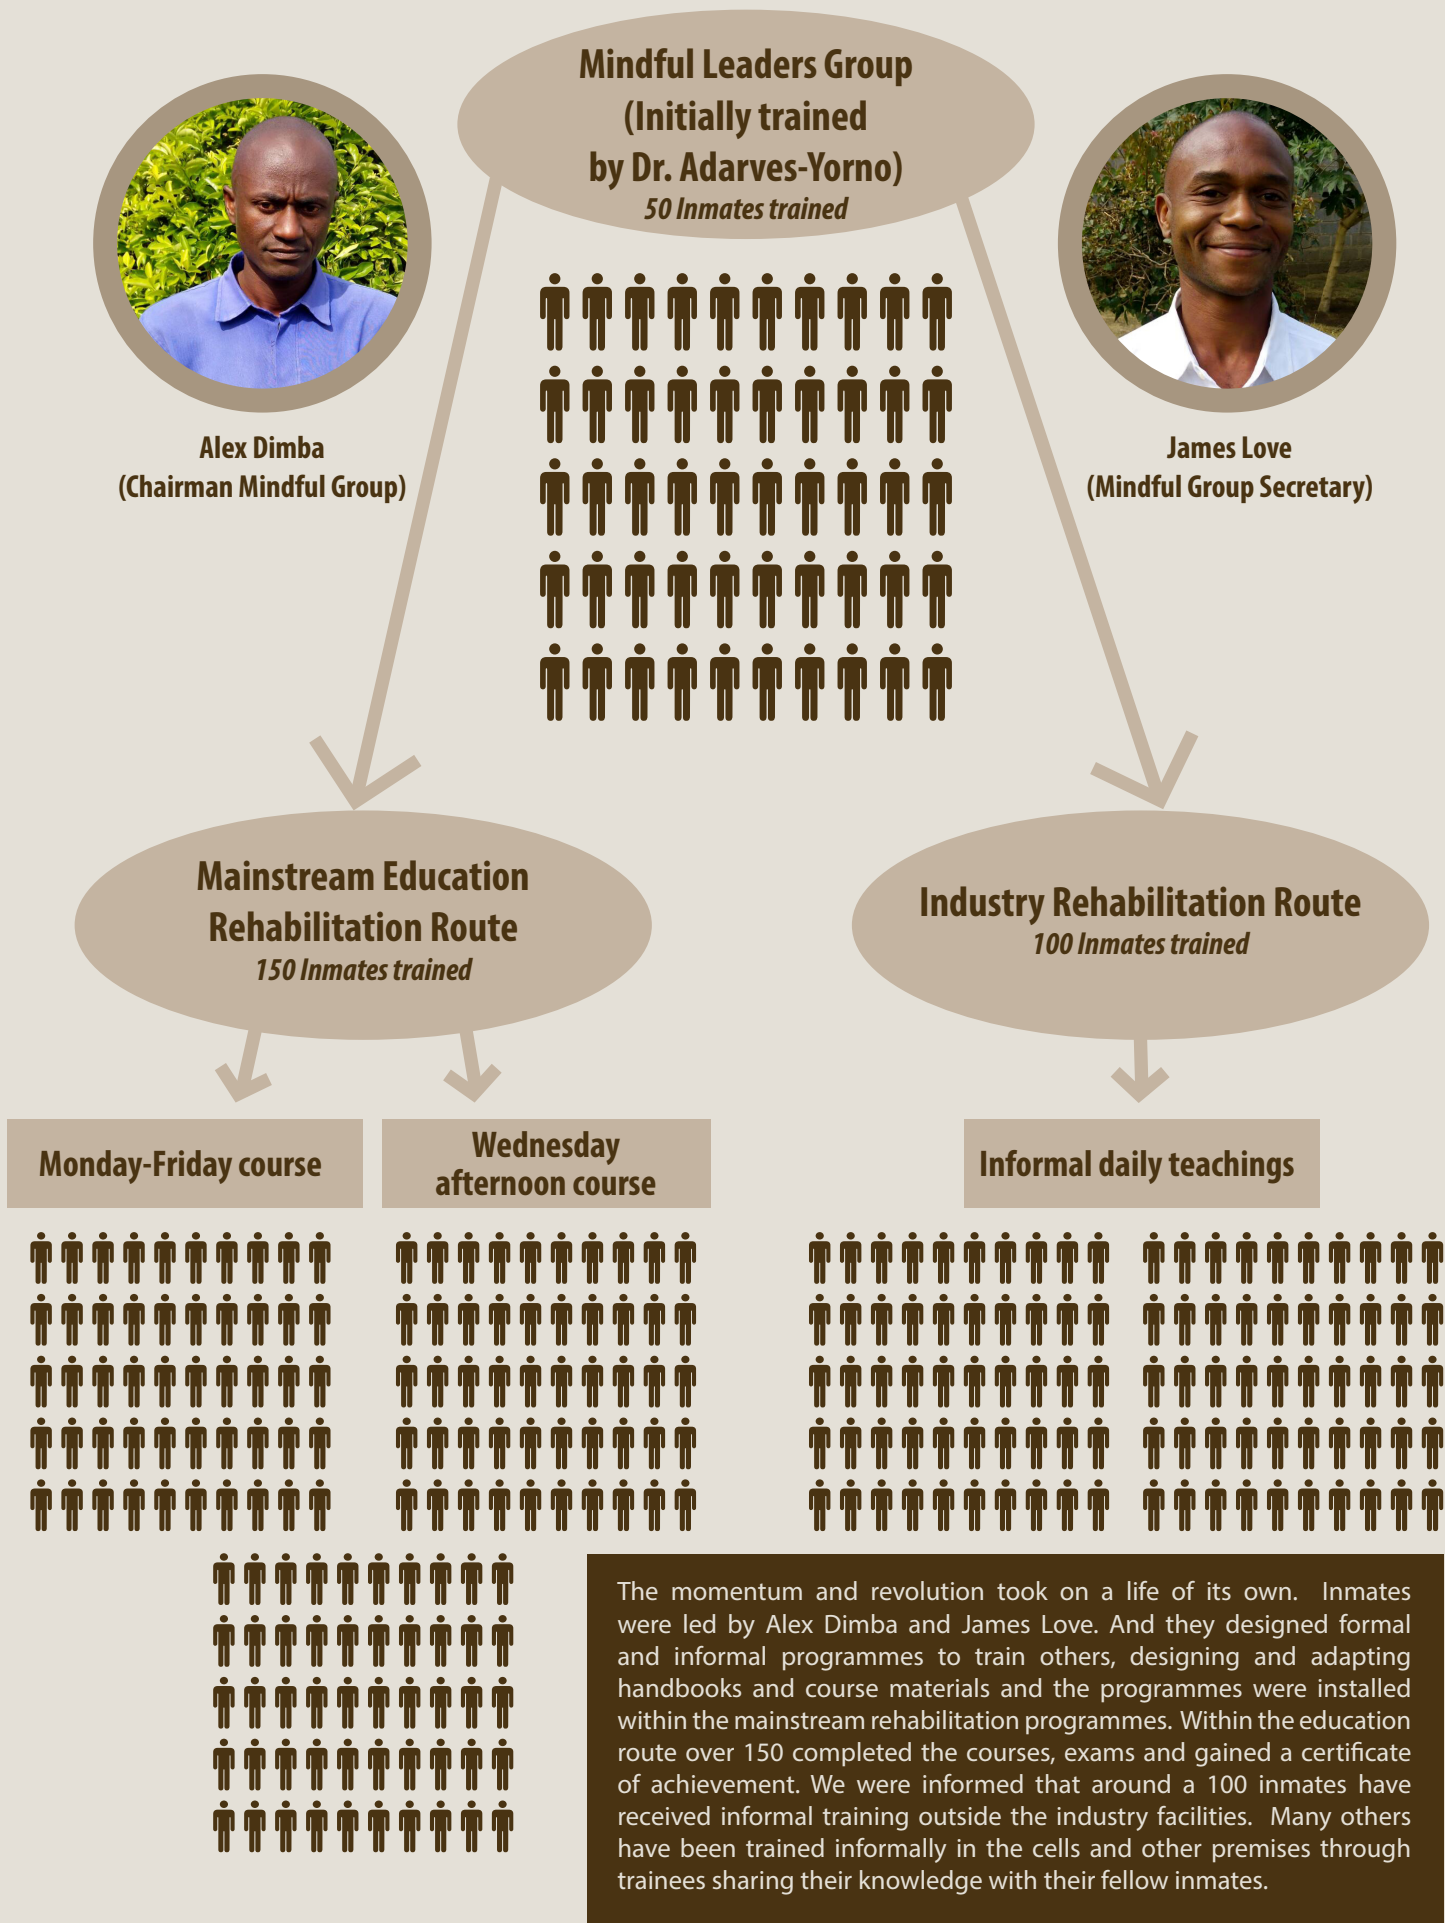 Mindful Leaders Group
(Initially trained
by Dr. Adarves-Yorno)
50 Inmates trained
Alex Dimba
(Chairman Mindful Group)
James Love
(Mindful Group Secretary)
Mainstream Education
Rehabilitation Route
150 Inmates trained
Industry Rehabilitation Route
100 Inmates trained
Monday-Friday course
Wednesday
afternoon course
Informal daily teachings
The momentum and revolution took on a life of its own. Inmates
were led by Alex Dimba and James Love. And they designed formal
and informal programmes to train others, designing and adapting
handbooks and course materials and the programmes were installed
within the mainstream rehabilitation programmes. Within the education
route over 150 completed the courses, exams and gained a certificate
of achievement. We were informed that around a 100 inmates have
received informal training outside the industry facilities. Many others
have been trained informally in the cells and other premises through
trainees sharing their knowledge with their fellow inmates.